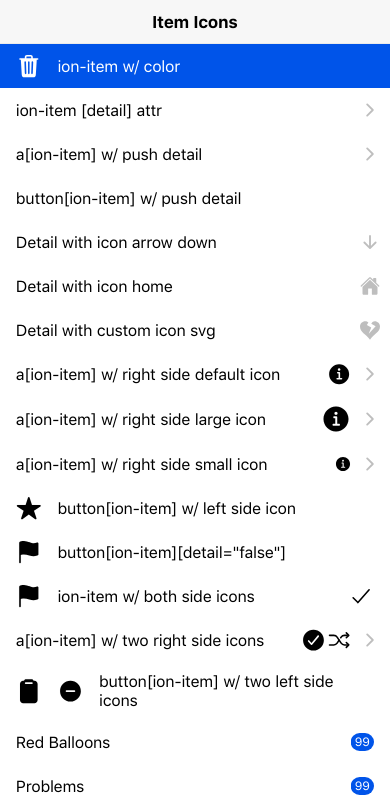 Item Icons
ion-item w/ color
ion-item [detail] attr
a[ion-item] w/ push detail
button[ion-item] w/ push detail
Detail with icon arrow down
Detail with icon home
Detail with custom icon svg
a[ion-item] w/ right side default icon
a[ion-item] w/ right side large icon
a[ion-item] w/ right side small icon
button[ion-item] w/ left side icon
button[ion-item][detail="false"]
ion-item w/ both side icons
a[ion-item] w/ two right side icons
button[ion-item] w/ two left side
icons
Red Balloons 99
Problems 99